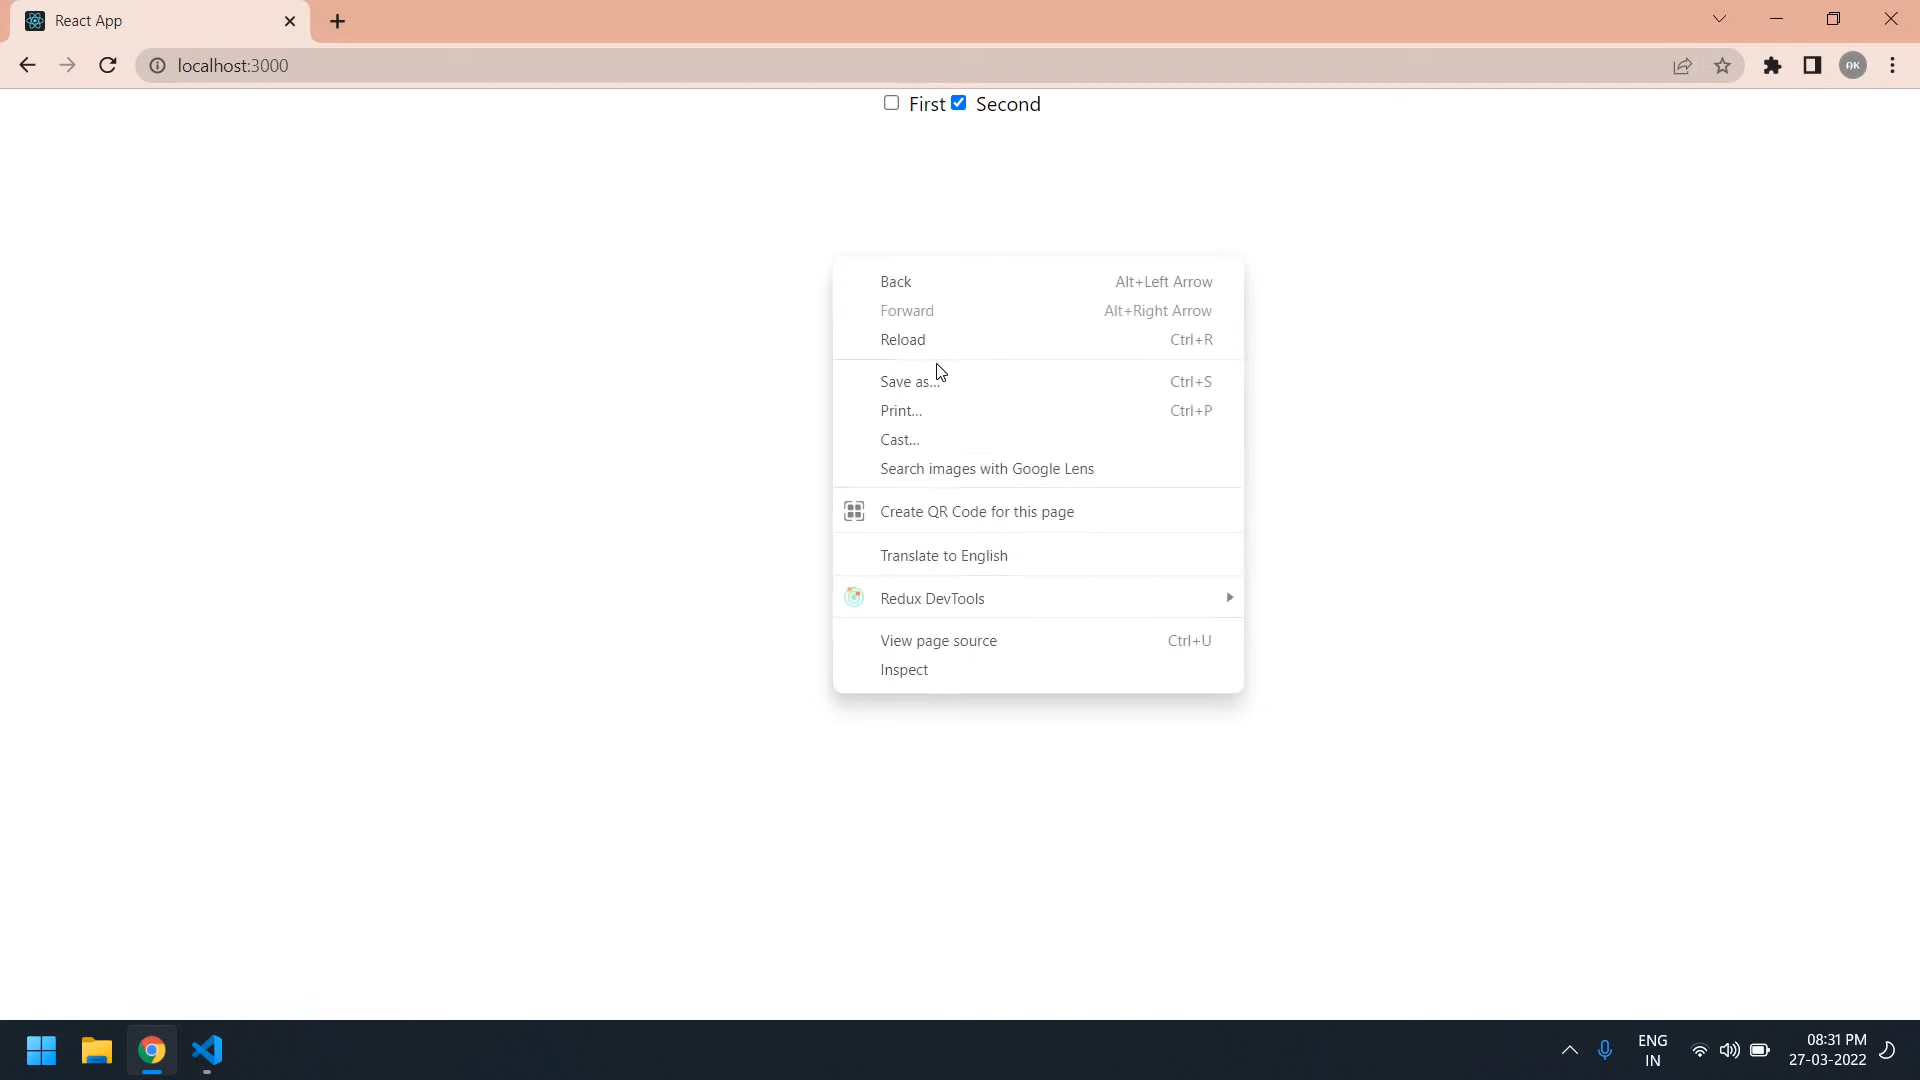 React App
localhost:3000
AK
First Second
Back Alt+Left Arrow
Forward Alt+Right Arrow
Reload Ctrl+R
Save as... Ctrl+S
Print... Ctrl+P
Cast...
Search images with Google Lens
Create QR Code for this page
Translate to English
Redux DevTools
View page source Ctrl+U
Inspect
ENG
IN
08:31 PM
27-03-2022